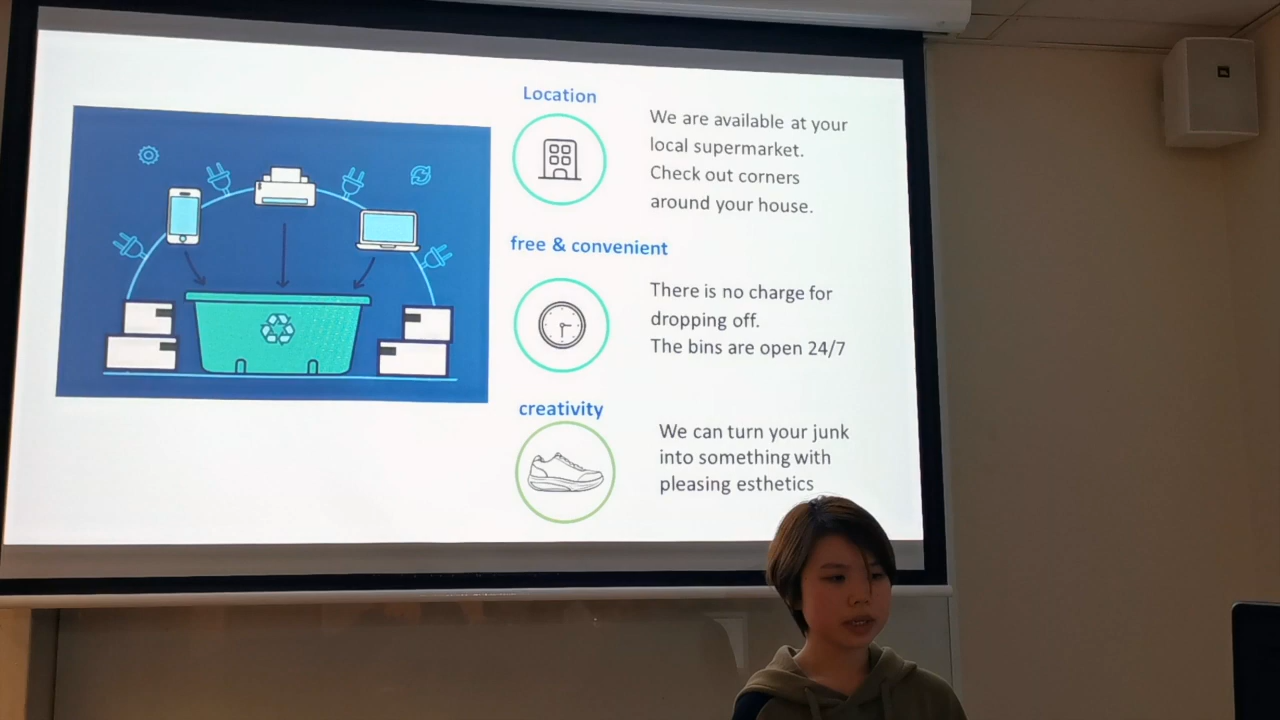 Location
We are available at your
local supermarket.
Check out corners
around your house.
free & convenient
There is no charge for
dropping off.
The bins are open 24/7
creativity
We can turn your junk
into something with
pleasing esthetics